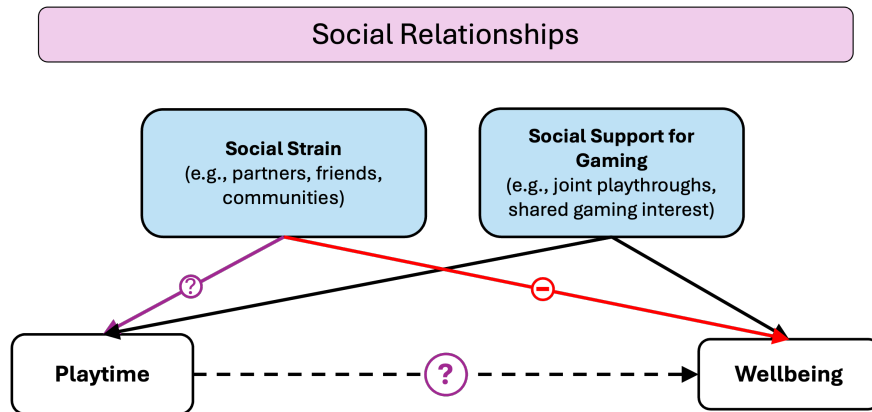 Social Relationships
Social Strain
(e.g., partners, friends,
communities)
Social Support for
Gaming
(e.g., joint playthroughs,
shared gaming interest)
?
−
Playtime
?
Wellbeing